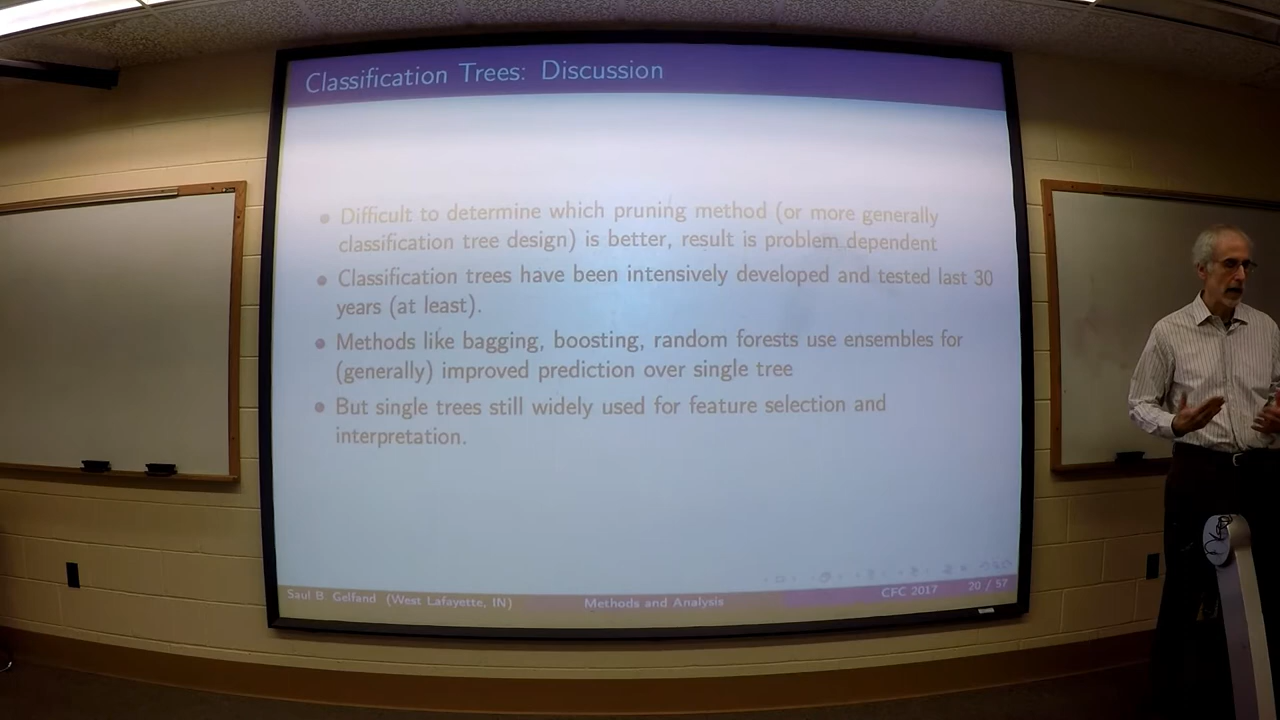 Classification Trees: Discussion
Difficult to determine which pruning method (or more generally
classification tree design) is better, result is problem dependent
Classification trees have been intensively developed and tested last 30
years (at least).
Methods like bagging, boosting, random forests use ensembles for
(generally) improved prediction over single tree
But single trees still widely used for feature selection and
interpretation.
Saul B. Gelfand (West Lafayette, IN) Methods and Analysis CFC 2017 20 / 57